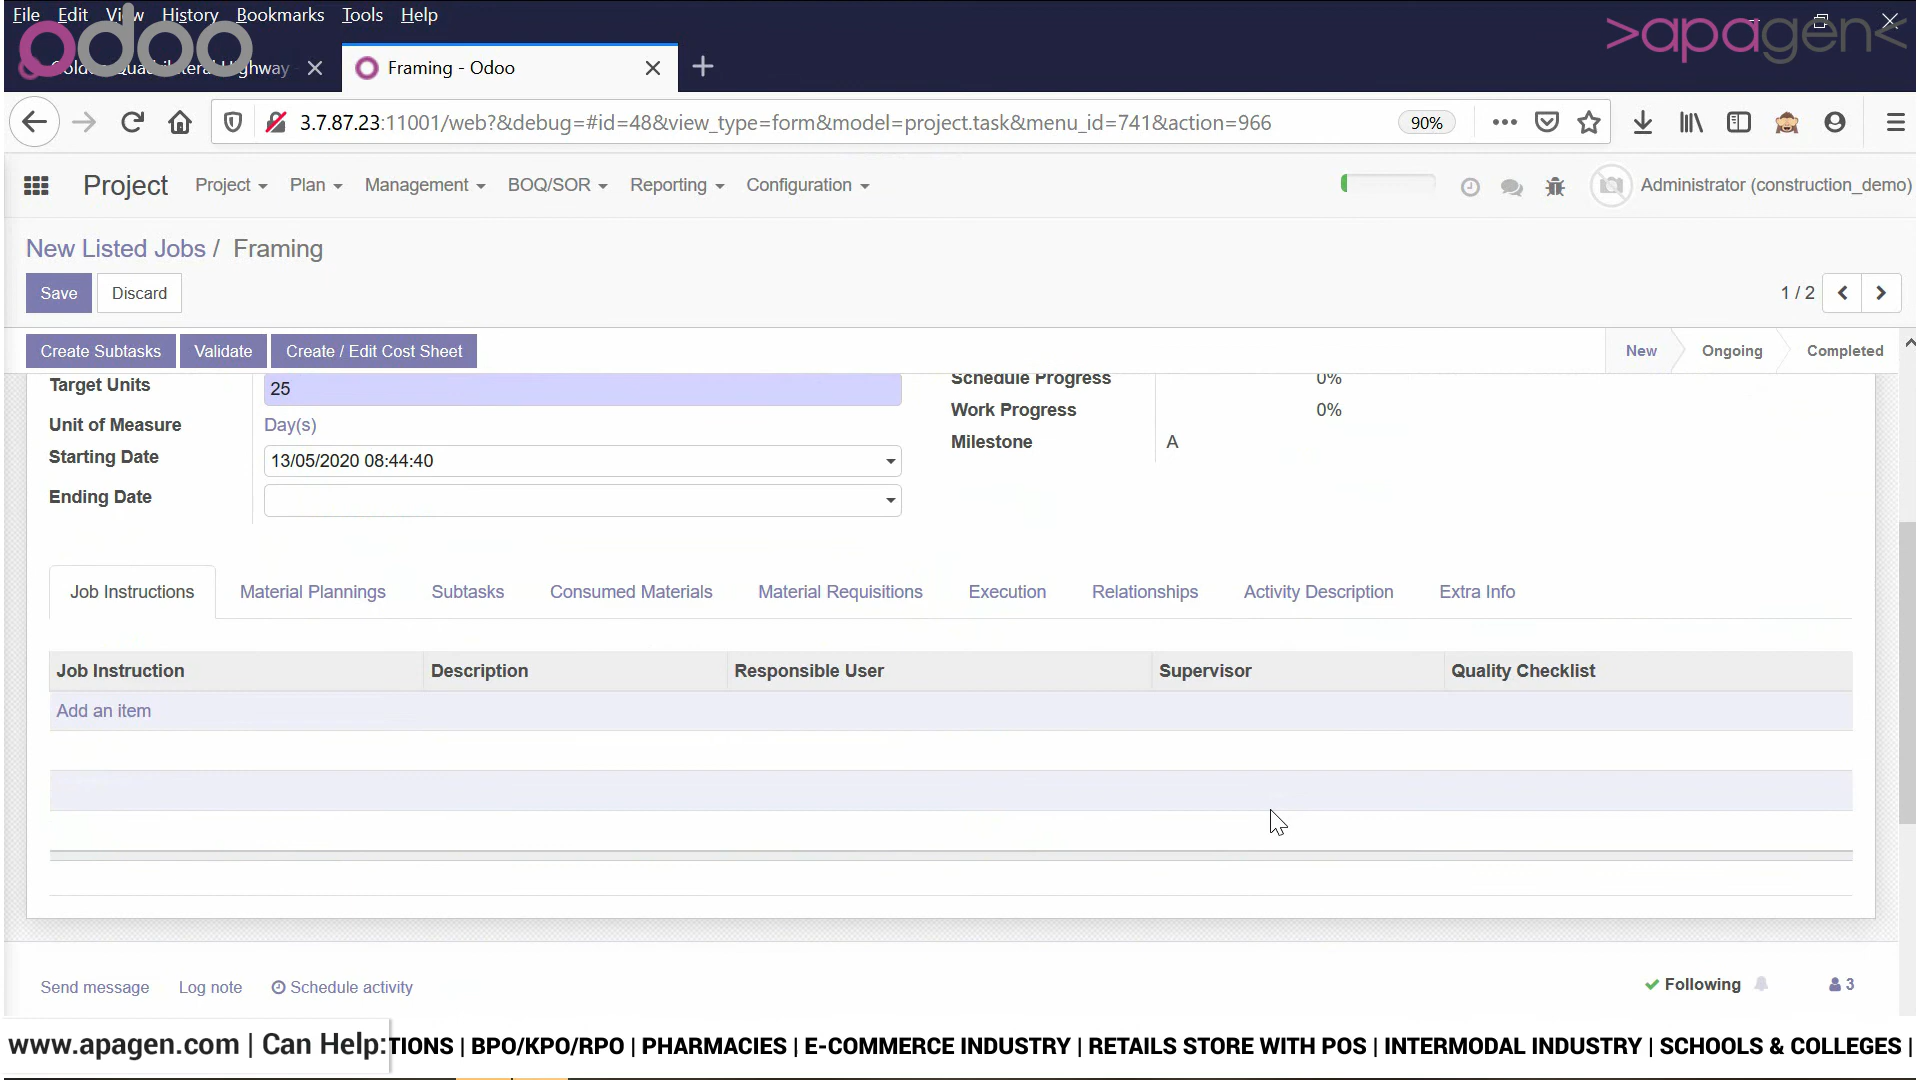 File Edit View History Bookmarks Tools Help
odoo
>apagen<
Golden Quadrilateral Highway
Framing - Odoo
3.7.87.23:11001/web?&debug=#id=48&view_type=form&model=project.task&menu_id=741&action=966
90%
Project Project Plan Management BOQ/SOR Reporting Configuration
Administrator (construction_demo)
New Listed Jobs / Framing
Save Discard
1 / 2
Create Subtasks Validate Create / Edit Cost Sheet
New Ongoing Completed
Target Units 25
Schedule Progress 0%
Unit of Measure Day(s)
Work Progress 0%
Starting Date 13/05/2020 08:44:40
Milestone A
Ending Date
Job Instructions Material Plannings Subtasks Consumed Materials Material Requisitions Execution Relationships Activity Description Extra Info
Job Instruction Description Responsible User Supervisor Quality Checklist
Add an item
Send message Log note Schedule activity
Following 3
www.apagen.com | Can Help: TIONS | BPO/KPO/RPO | PHARMACIES | E-COMMERCE INDUSTRY | RETAILS STORE WITH POS | INTERMODAL INDUSTRY | SCHOOLS & COLLEGES |